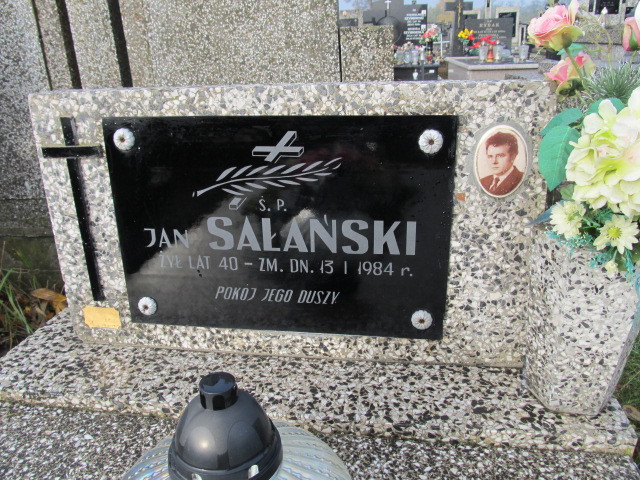 Ś. P.
JAN SAŁAŃSKI
ŻYŁ LAT 40 – ZM. DN. 13 I 1984 r.
POKÓJ JEGO DUSZY